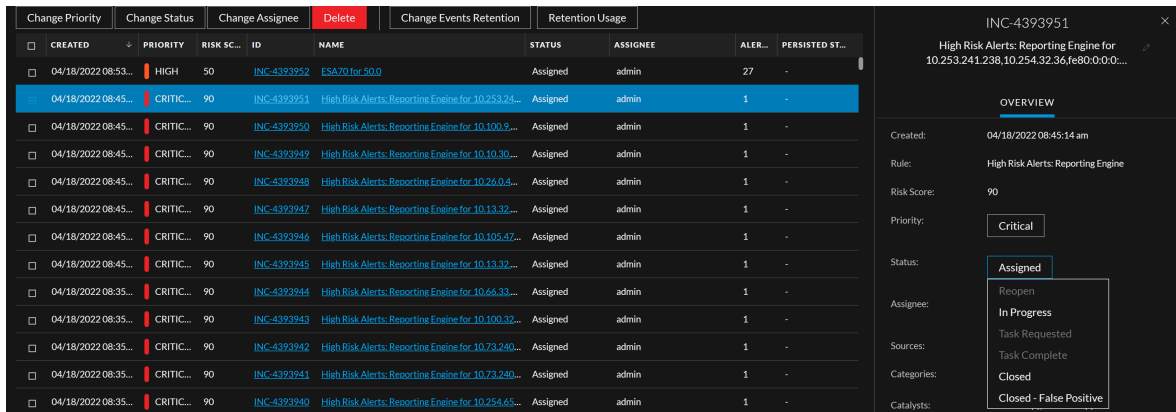 Change Priority Change Status Change Assignee Delete Change Events Retention Retention Usage
CREATED PRIORITY RISK SC... ID NAME STATUS ASSIGNEE ALER... PERSISTED ST...
04/18/2022 08:53... HIGH 50 INC-4393952 ESA70 for 50.0 Assigned admin 27 -
04/18/2022 08:45... CRITIC... 90 INC-4393951 High Risk Alerts: Reporting Engine for 10.253.24... Assigned admin 1 -
04/18/2022 08:45... CRITIC... 90 INC-4393950 High Risk Alerts: Reporting Engine for 10.100.9.... Assigned admin 1 -
04/18/2022 08:45... CRITIC... 90 INC-4393949 High Risk Alerts: Reporting Engine for 10.10.30.... Assigned admin 1 -
04/18/2022 08:45... CRITIC... 90 INC-4393948 High Risk Alerts: Reporting Engine for 10.26.0.4... Assigned admin 1 -
04/18/2022 08:45... CRITIC... 90 INC-4393947 High Risk Alerts: Reporting Engine for 10.13.32.... Assigned admin 1 -
04/18/2022 08:45... CRITIC... 90 INC-4393946 High Risk Alerts: Reporting Engine for 10.105.47... Assigned admin 1 -
04/18/2022 08:45... CRITIC... 90 INC-4393945 High Risk Alerts: Reporting Engine for 10.13.32.... Assigned admin 1 -
04/18/2022 08:35... CRITIC... 90 INC-4393944 High Risk Alerts: Reporting Engine for 10.66.33.... Assigned admin 1 -
04/18/2022 08:35... CRITIC... 90 INC-4393943 High Risk Alerts: Reporting Engine for 10.100.32... Assigned admin 1 -
04/18/2022 08:35... CRITIC... 90 INC-4393942 High Risk Alerts: Reporting Engine for 10.73.240... Assigned admin 1 -
04/18/2022 08:35... CRITIC... 90 INC-4393941 High Risk Alerts: Reporting Engine for 10.73.240... Assigned admin 1 -
04/18/2022 08:35... CRITIC... 90 INC-4393940 High Risk Alerts: Reporting Engine for 10.254.65... Assigned admin 1 -
INC-4393951
High Risk Alerts: Reporting Engine for
10.253.241.238,10.254.32.36,fe80:0:0:0:...
OVERVIEW
Created: 04/18/2022 08:45:14 am
Rule: High Risk Alerts: Reporting Engine
Risk Score: 90
Priority: Critical
Status: Assigned
Reopen
Assignee:
In Progress
Task Requested
Sources:
Task Complete
Categories:
Closed
Closed - False Positive
Catalysts: